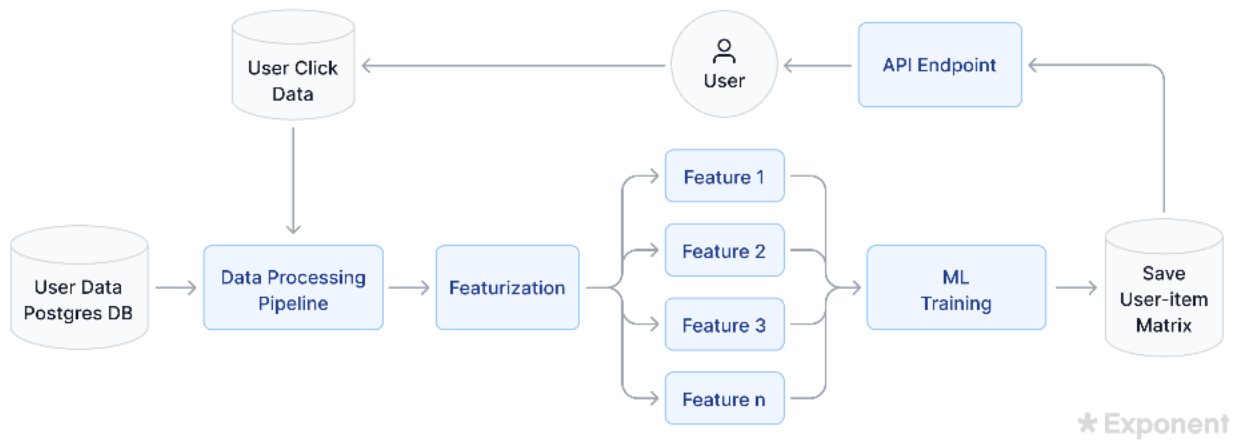 User Click
Data
User
API Endpoint
Feature 1
Feature 2
Feature 3
Feature n
User Data
Postgres DB
Data Processing
Pipeline
Featurization
ML
Training
Save
User-item
Matrix
Exponent